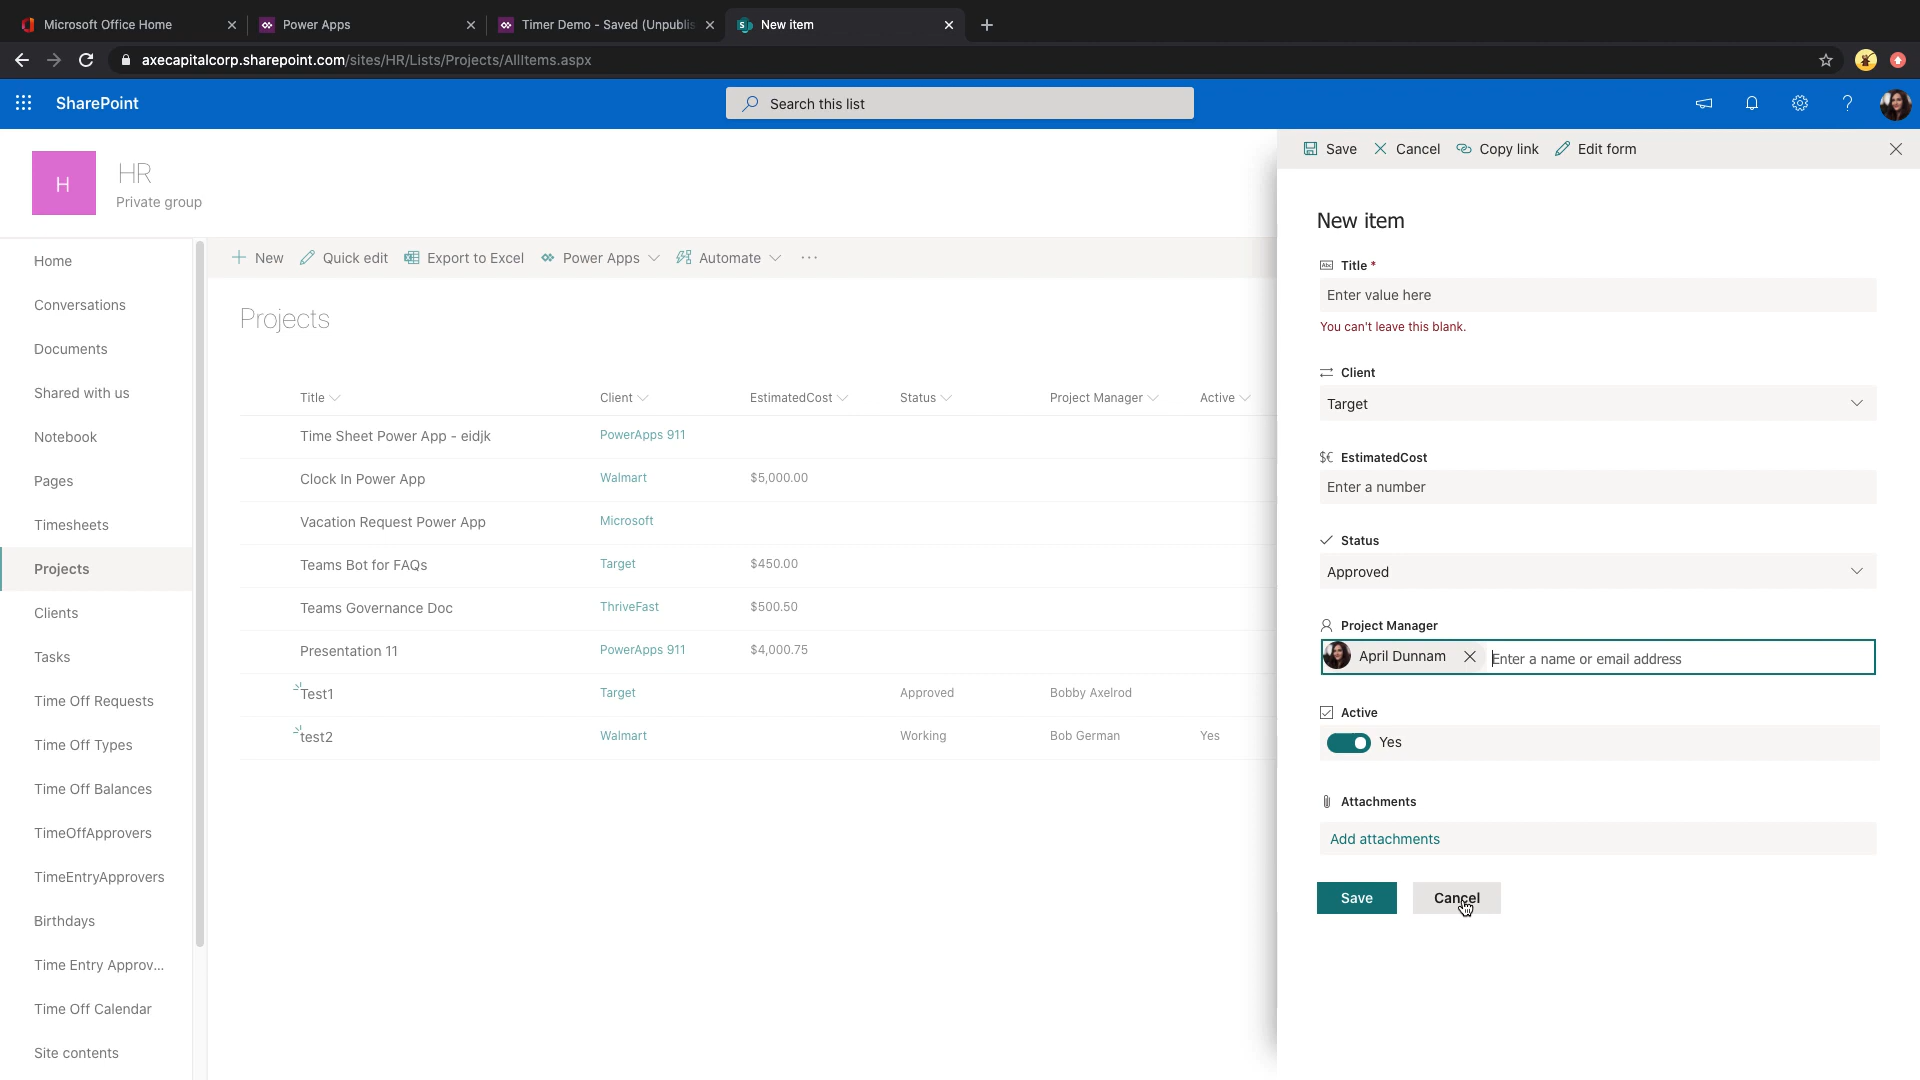 Microsoft Office Home
Power Apps
Timer Demo - Saved (Unpublis
New item
axecapitalcorp.sharepoint.com/sites/HR/Lists/Projects/AllItems.aspx
SharePoint
Search this list
H
HR
Private group
Home
Conversations
Documents
Shared with us
Notebook
Pages
Timesheets
Projects
Clients
Tasks
Time Off Requests
Time Off Types
Time Off Balances
TimeOffApprovers
TimeEntryApprovers
Birthdays
Time Entry Approv...
Time Off Calendar
Site contents
New Quick edit Export to Excel Power Apps Automate ...
Projects
Title Client EstimatedCost Status Project Manager Active
Time Sheet Power App - eidjk PowerApps 911
Clock In Power App Walmart $5,000.00
Vacation Request Power App Microsoft
Teams Bot for FAQs Target $450.00
Teams Governance Doc ThriveFast $500.50
Presentation 11 PowerApps 911 $4,000.75
Test1 Target Approved Bobby Axelrod
test2 Walmart Working Bob German Yes
Save Cancel Copy link Edit form
New item
Abc Title *
Enter value here
You can't leave this blank.
Client
Target
$€ EstimatedCost
Enter a number
Status
Approved
Project Manager
April Dunnam Enter a name or email address
Active
Yes
Attachments
Add attachments
Save Cancel